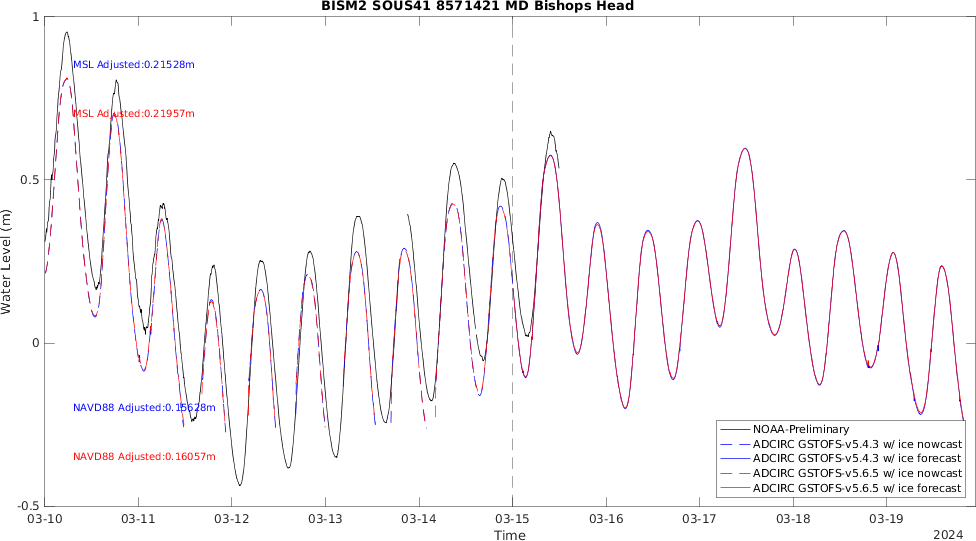 BISM2 SOUS41 8571421 MD Bishops Head
1
0.5
0
-0.5
Water Level (m)
MSL Adjusted:0.21528m
MSL Adjusted:0.21957m
NAVD88 Adjusted:0.15628m
NAVD88 Adjusted:0.16057m
NOAA-Preliminary
ADCIRC GSTOFS-v5.4.3 w/ ice nowcast
ADCIRC GSTOFS-v5.4.3 w/ ice forecast
ADCIRC GSTOFS-v5.6.5 w/ ice nowcast
ADCIRC GSTOFS-v5.6.5 w/ ice forecast
03-10 03-11 03-12 03-13 03-14 03-15 03-16 03-17 03-18 03-19
Time
2024